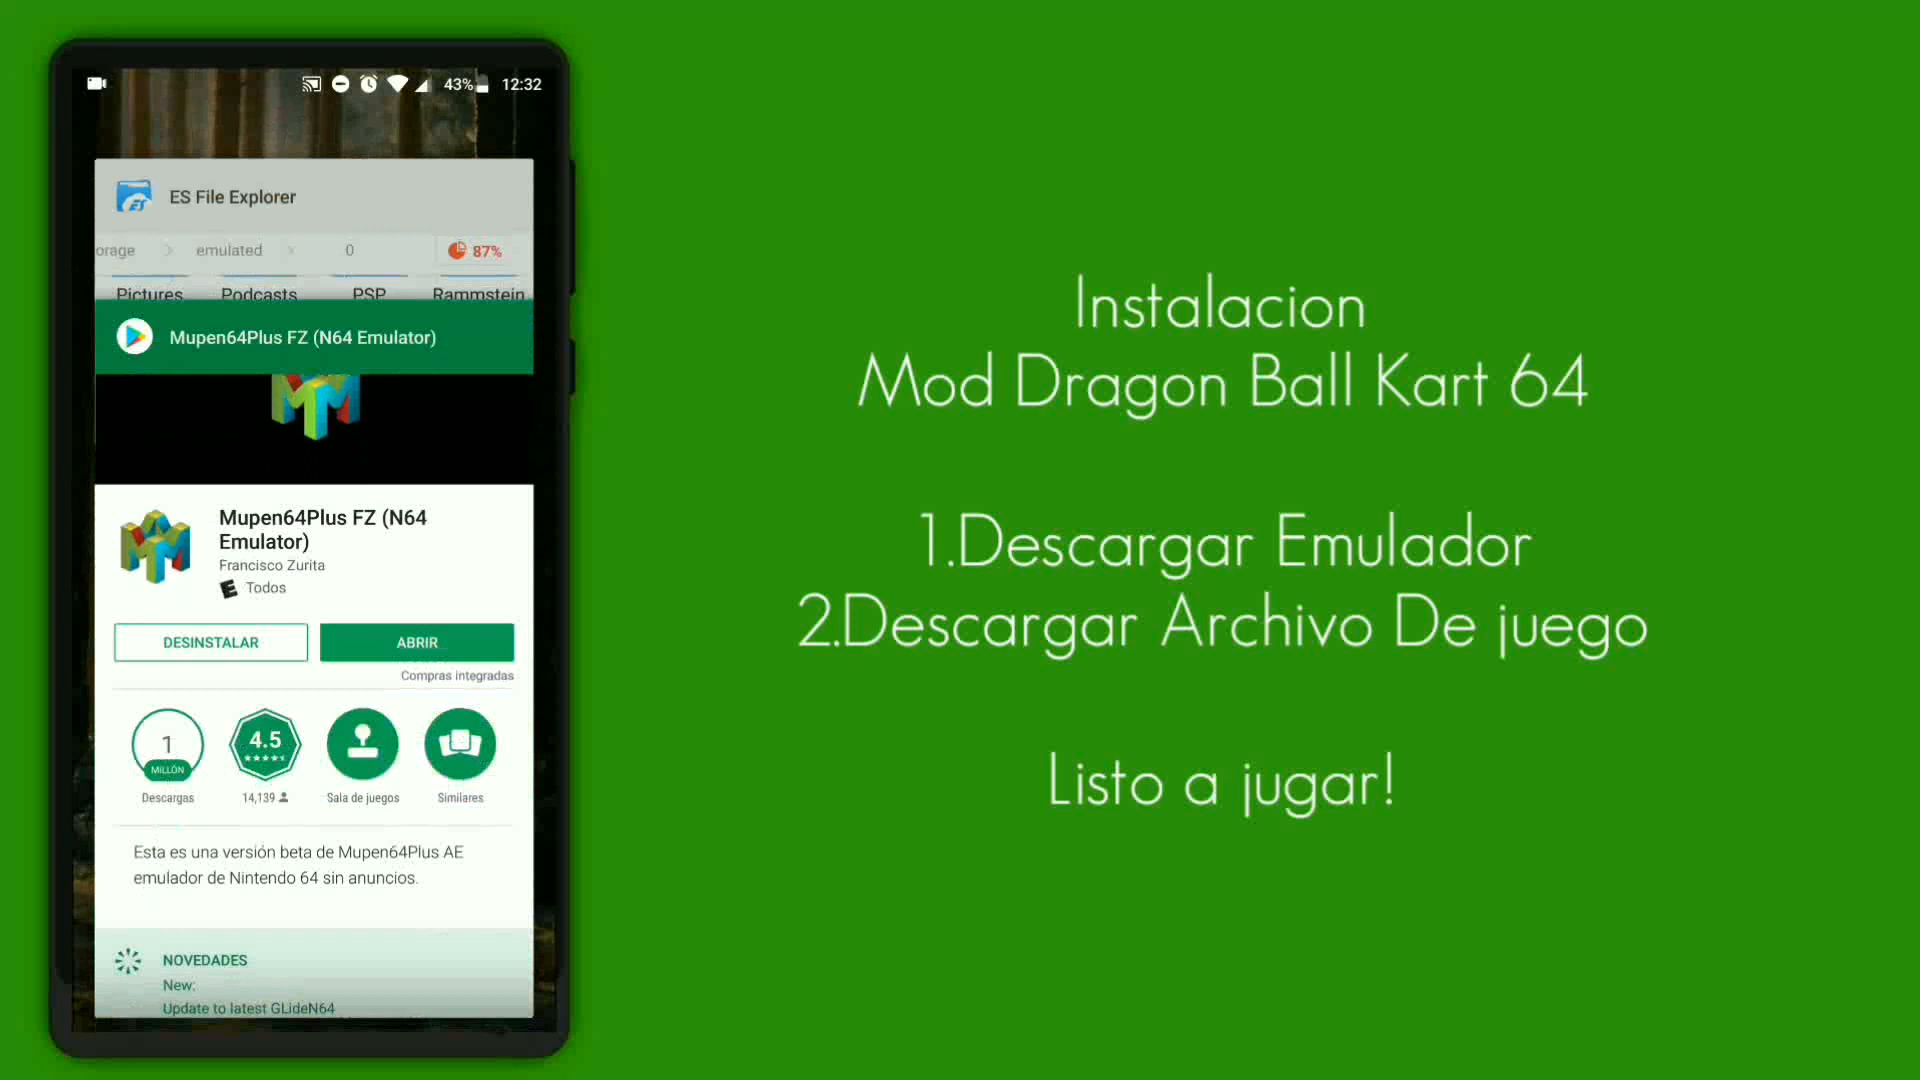 43%
12:32
ES File Explorer
orage
emulated
0
87%
Pictures
Podcasts
PSP
Rammstein
Mupen64Plus FZ (N64 Emulator)
Mupen64Plus FZ (N64
Emulator)
Francisco Zurita
E Todos
DESINSTALAR
ABRIR
Compras integradas
1
MILLÓN
4.5
Descargas
14,139
Sala de juegos
Similares
Esta es una versión beta de Mupen64Plus AE
emulador de Nintendo 64 sin anuncios.
NOVEDADES
New:
Update to latest GLideN64
Instalacion
Mod Dragon Ball Kart 64
1.Descargar Emulador
2.Descargar Archivo De juego
Listo a jugar!